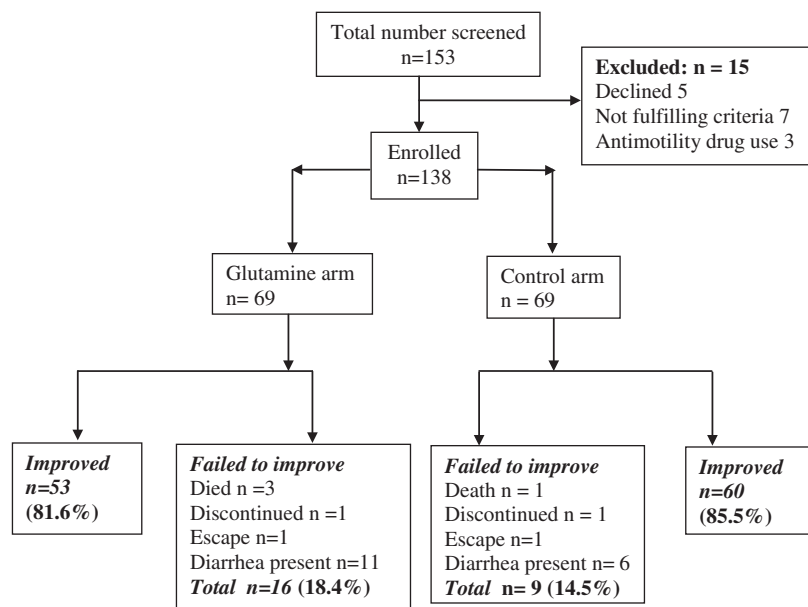 Total number screened
n=153
Excluded: n = 15
Declined 5
Not fulfilling criteria 7
Antimotility drug use 3
Enrolled
n=138
Glutamine arm
n= 69
Control arm
n = 69
Improved
n=53
(81.6%)
Failed to improve
Died n =3
Discontinued n =1
Escape n=1
Diarrhea present n=11
Total n=16 (18.4%)
Failed to improve
Death n = 1
Discontinued n = 1
Escape n=1
Diarrhea present n= 6
Total n= 9 (14.5%)
Improved
n=60
(85.5%)